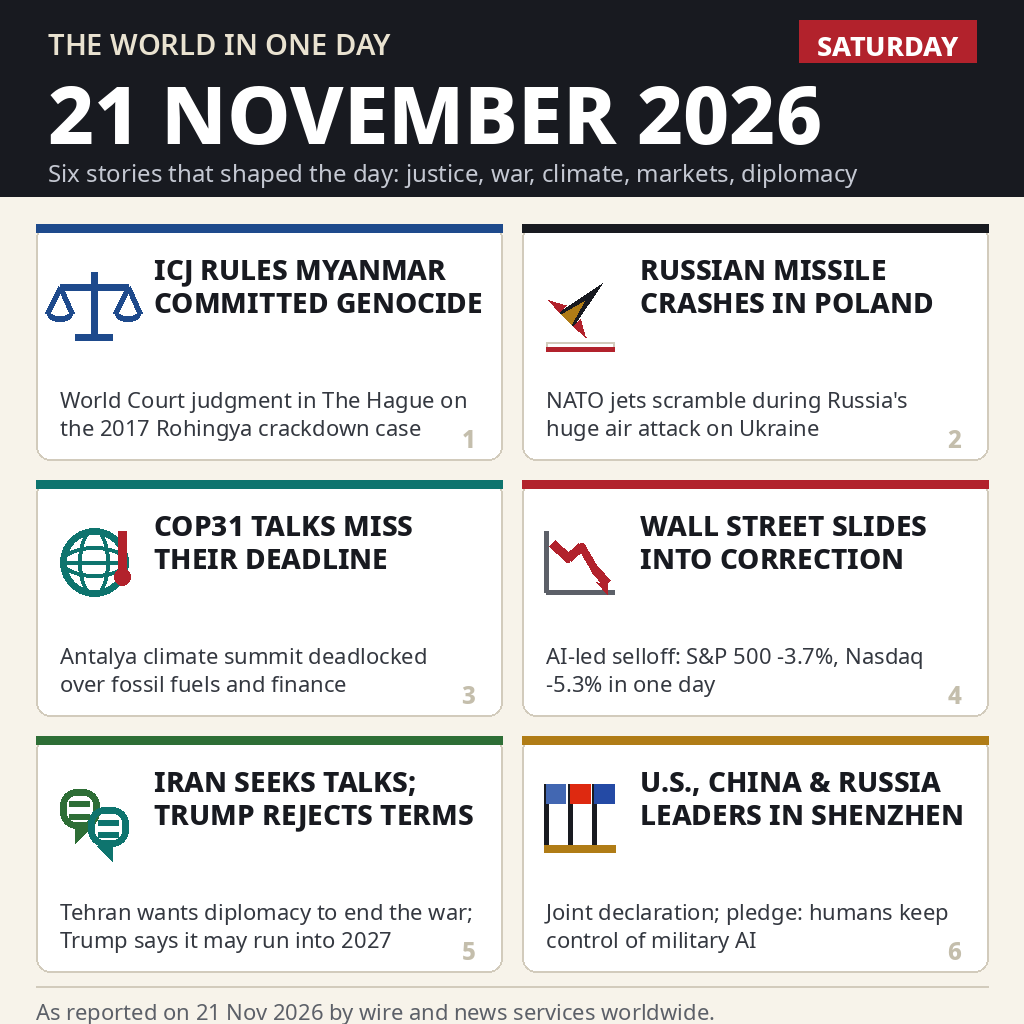 THE WORLD IN ONE DAY
SATURDAY
21 NOVEMBER 2026
Six stories that shaped the day: justice, war, climate, markets, diplomacy
ICJ RULES MYANMAR
COMMITTED GENOCIDE
World Court judgment in The Hague on
the 2017 Rohingya crackdown case
1
RUSSIAN MISSILE
CRASHES IN POLAND
NATO jets scramble during Russia's
huge air attack on Ukraine
2
COP31 TALKS MISS
THEIR DEADLINE
Antalya climate summit deadlocked
over fossil fuels and finance
3
WALL STREET SLIDES
INTO CORRECTION
AI-led selloff: S&P 500 -3.7%, Nasdaq
-5.3% in one day
4
IRAN SEEKS TALKS;
TRUMP REJECTS TERMS
Tehran wants diplomacy to end the war;
Trump says it may run into 2027
5
U.S., CHINA & RUSSIA
LEADERS IN SHENZHEN
Joint declaration; pledge: humans keep
control of military AI
6
As reported on 21 Nov 2026 by wire and news services worldwide.